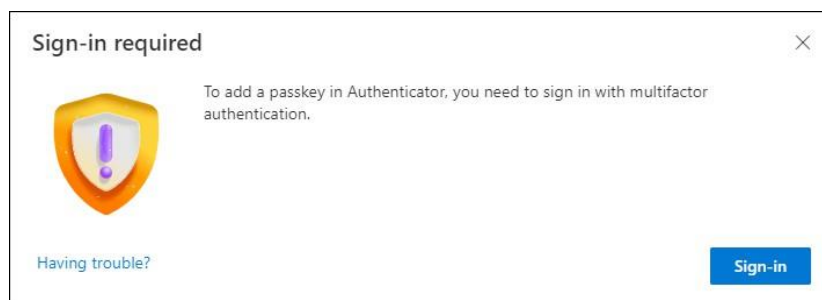 Sign-in required
To add a passkey in Authenticator, you need to sign in with multifactor
authentication.
Having trouble?
Sign-in